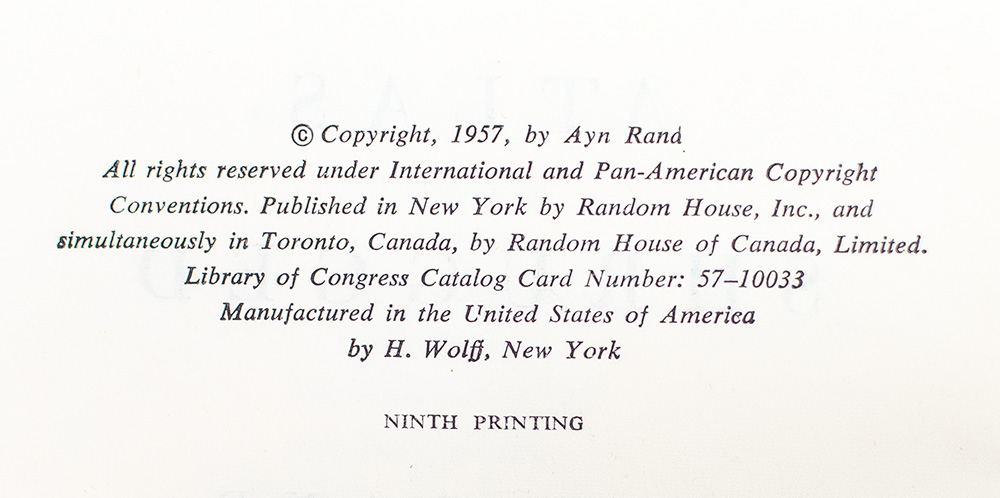 © Copyright, 1957, by Ayn Rand
All rights reserved under International and Pan-American Copyright
Conventions. Published in New York by Random House, Inc., and
simultaneously in Toronto, Canada, by Random House of Canada, Limited.
Library of Congress Catalog Card Number: 57–10033
Manufactured in the United States of America
by H. Wolff, New York
NINTH PRINTING